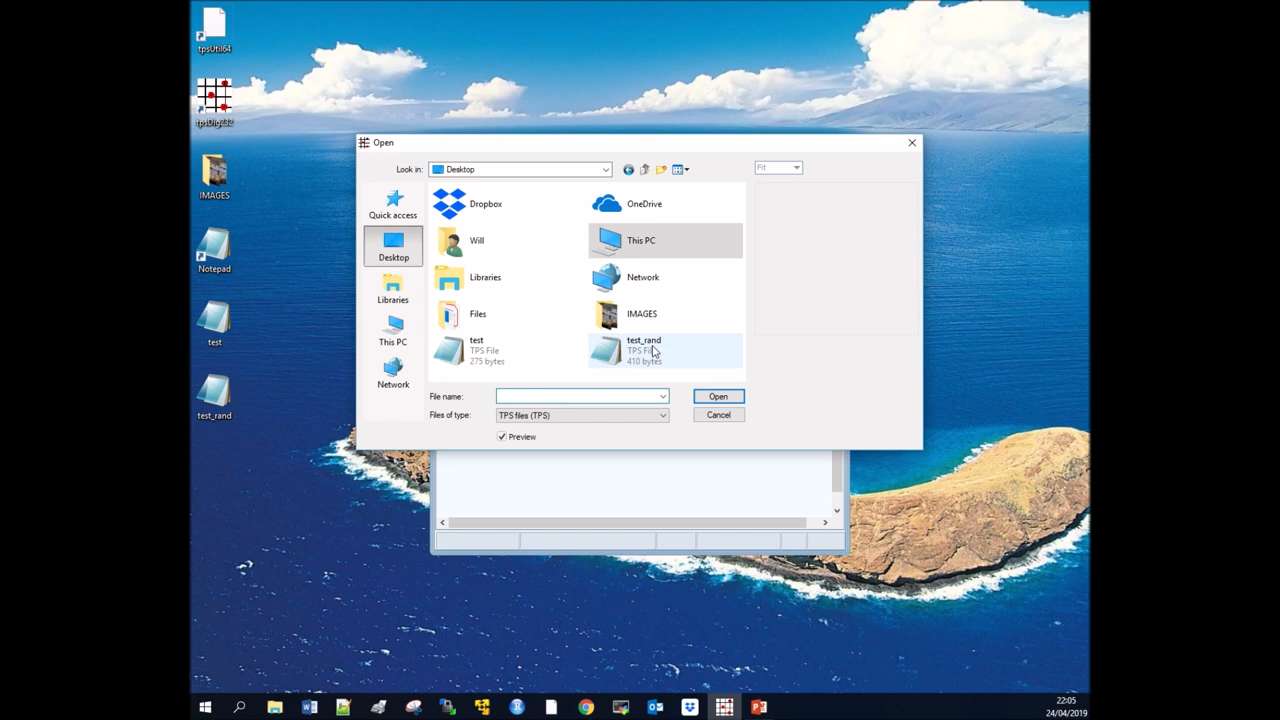 tpsUtil64
tpsDig232
IMAGES
Notepad
test
test_rand
Open
Look in:
Desktop
Fit
Quick access
Desktop
Libraries
This PC
Network
Dropbox
OneDrive
Will
This PC
Libraries
Network
Files
IMAGES
test
TPS File
275 bytes
test_rand
TPS File
410 bytes
File name:
Open
Files of type:
TPS files (TPS)
Cancel
Preview
22:05
24/04/2019